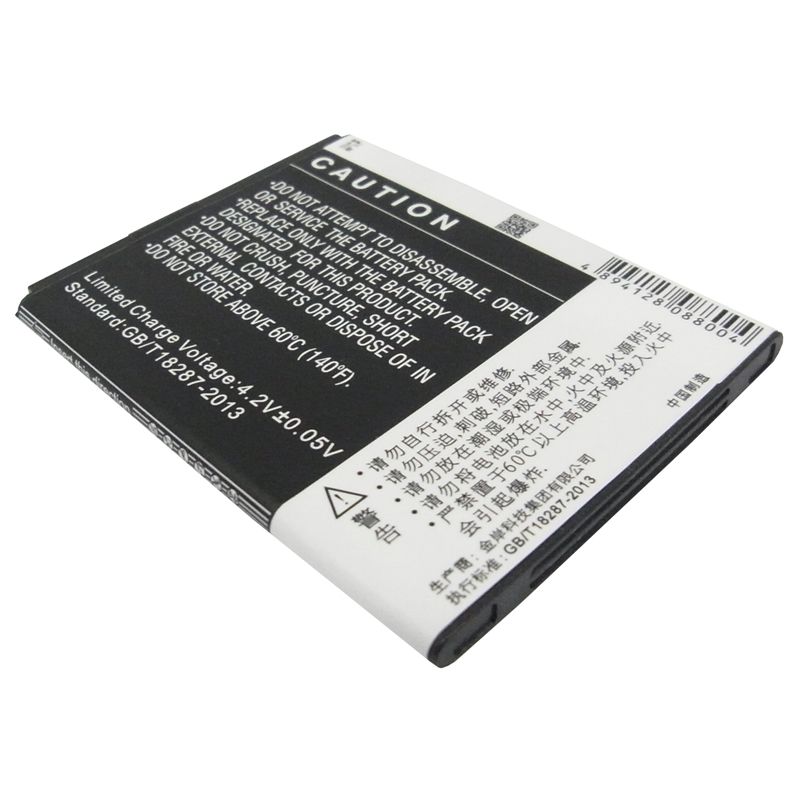 CAUTION
•DO NOT ATTEMPT TO DISASSEMBLE, OPEN
OR SERVICE THE BATTERY PACK.
•REPLACE ONLY WITH THE BATTERY PACK
DESIGNATED FOR THIS PRODUCT.
•DO NOT CRUSH, PUNCTURE, SHORT
EXTERNAL CONTACTS OR DISPOSE OF IN
FIRE OR WATER.
•DO NOT STORE ABOVE 60℃ (140℉).
Limited Charge Voltage:4.2V±0.05V
Standard:GB/T18287-2013
4894128088004
警告
•请勿自行拆开或维修.
•请勿压迫,刺破,短路外部金属.
•请勿放在潮湿或极端环境中.
•请勿将电池放在水中,火中及火源附近.
•严禁置于60℃以上高温环境,投入火中
会引起爆炸.
中国制造
生产商: 金岸科技集团有限公司
执行标准: GB/T18287-2013